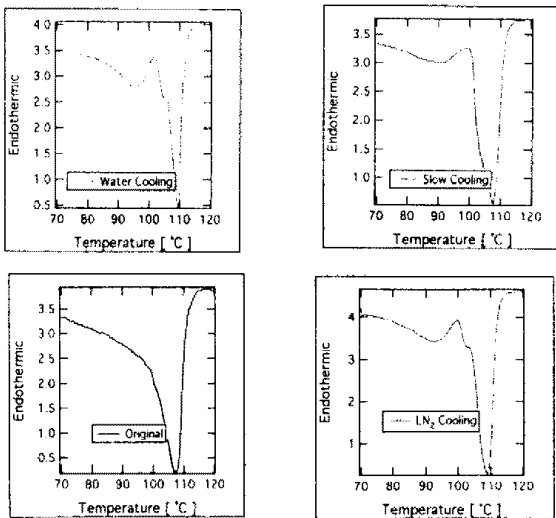 4.0
3.5
3.0
2.5
2.0
1.5
1.0
0.5
Endothermic
Water Cooling
70 80 90 100 110 120
Temperature [ °C]
3.5
3.0
2.5
2.0
1.5
1.0
Endothermic
Slow Cooling
70 80 90 100 110 120
Temperature [ °C]
3.5
3.0
2.5
2.0
1.5
1.0
0.5
Endothermic
Original
70 80 90 100 110 120
Temperature [ °C]
4
3
2
1
Endothermic
LN₂ Cooling
70 80 90 100 110 120
Temperature [ °C]